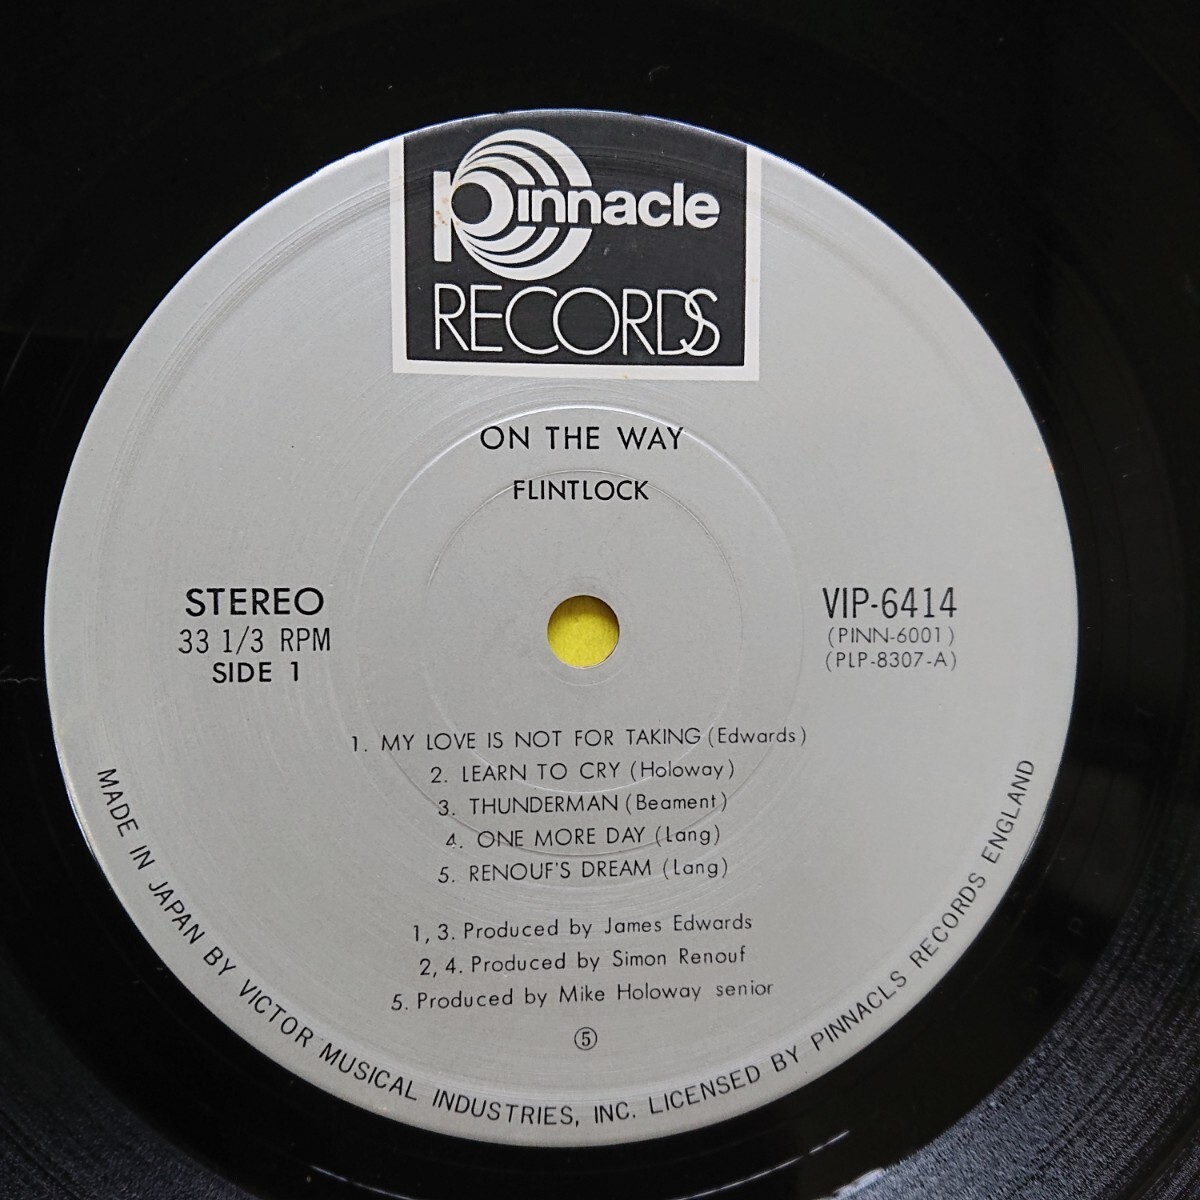 Pinnacle
RECORDS
ON THE WAY
FLINTLOCK
STEREO
33 1/3 RPM
SIDE 1
VIP-6414
(PINN-6001)
(PLP-8307-A)
1. MY LOVE IS NOT FOR TAKING (Edwards)
2. LEARN TO CRY (Holoway)
3. THUNDERMAN (Beament)
4. ONE MORE DAY (Lang)
5. RENOUF'S DREAM (Lang)
1, 3. Produced by James Edwards
2, 4. Produced by Simon Renouf
5. Produced by Mike Holoway senior
⑤
MADE IN JAPAN BY VICTOR MUSICAL INDUSTRIES, INC. LICENSED BY PINNACLS RECORDS ENGLAND